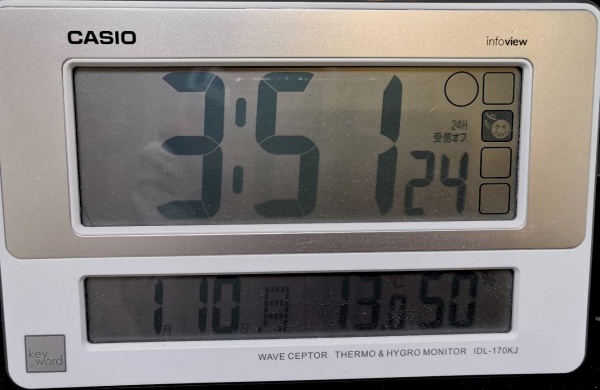 CASIO infoview
3:51 24
24H
受信オフ
1月10日 月 13.0°C 50%
key word
WAVE CEPTOR THERMO & HYGRO MONITOR IDL-170KJ